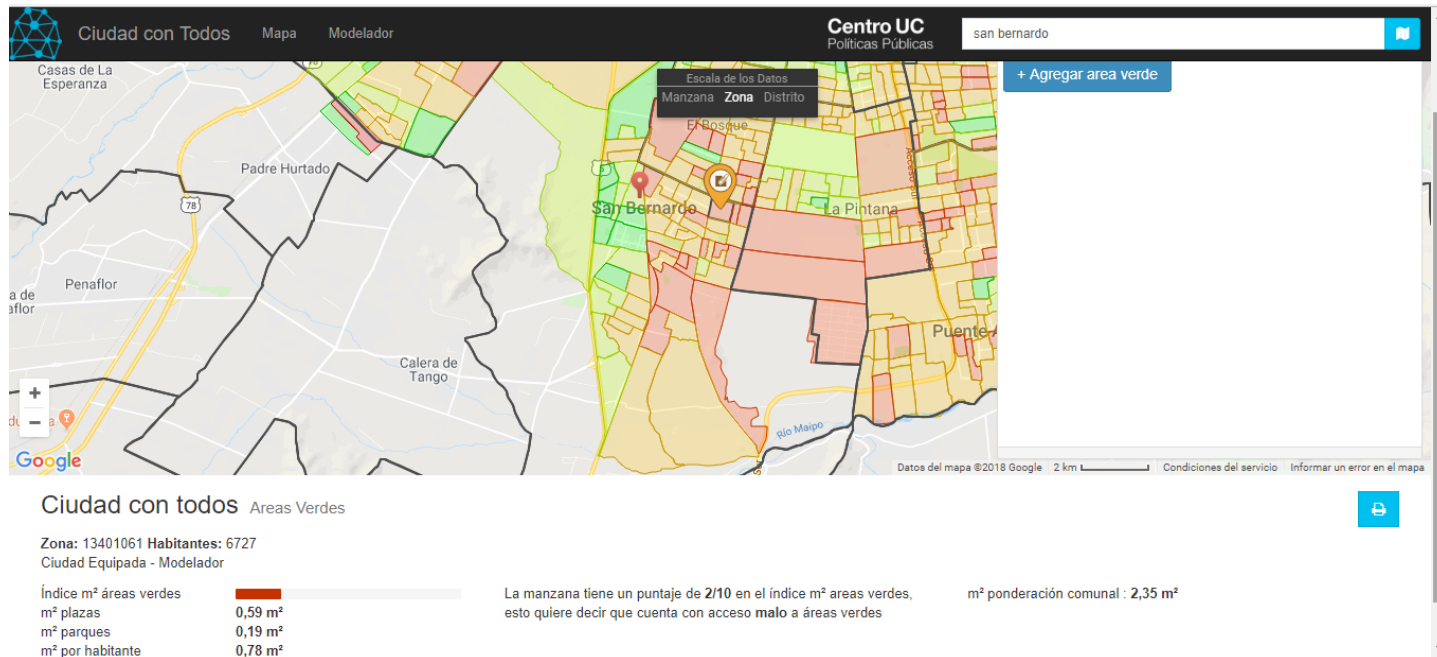 Ciudad con Todos Mapa Modelador
Centro UC
Políticas Públicas
san bernardo
Casas de La
Esperanza
78
Escala de los Datos
Manzana Zona Distrito
+ Agregar area verde
El Bosque
Acceso Sur
Padre Hurtado
5
78
San Bernardo
La Pintana
Penaflor
a de
aflor
Puente A
Calera de
Tango
+
−
Río Maipo
Google
Datos del mapa ©2018 Google 2 km Condiciones del servicio Informar un error en el mapa
Ciudad con todos Areas Verdes
Zona: 13401061 Habitantes: 6727
Ciudad Equipada - Modelador
Índice m² áreas verdes
m² plazas 0,59 m²
m² parques 0,19 m²
m² por habitante 0,78 m²
La manzana tiene un puntaje de 2/10 en el índice m² areas verdes,
esto quiere decir que cuenta con acceso malo a áreas verdes
m² ponderación comunal : 2,35 m²